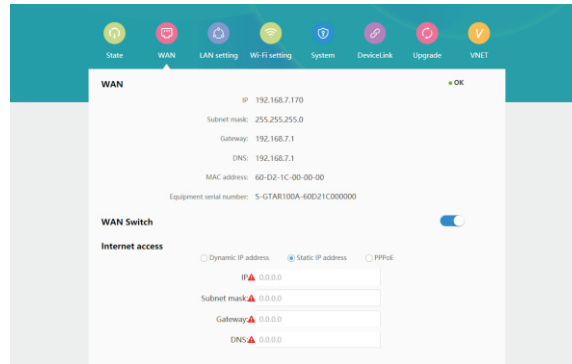 State WAN LAN setting Wi-Fi setting System DeviceLink Upgrade VNET
WAN OK
IP 192.168.7.170
Subnet mask: 255.255.255.0
Gateway: 192.168.7.1
DNS: 192.168.7.1
MAC address: 60-D2-1C-00-00-00
Equipment serial number: S-GTAR100A-60D21C000000
WAN Switch
Internet access
Dynamic IP address Static IP address PPPoE
IP 0.0.0.0
Subnet mask: 0.0.0.0
Gateway: 0.0.0.0
DNS: 0.0.0.0